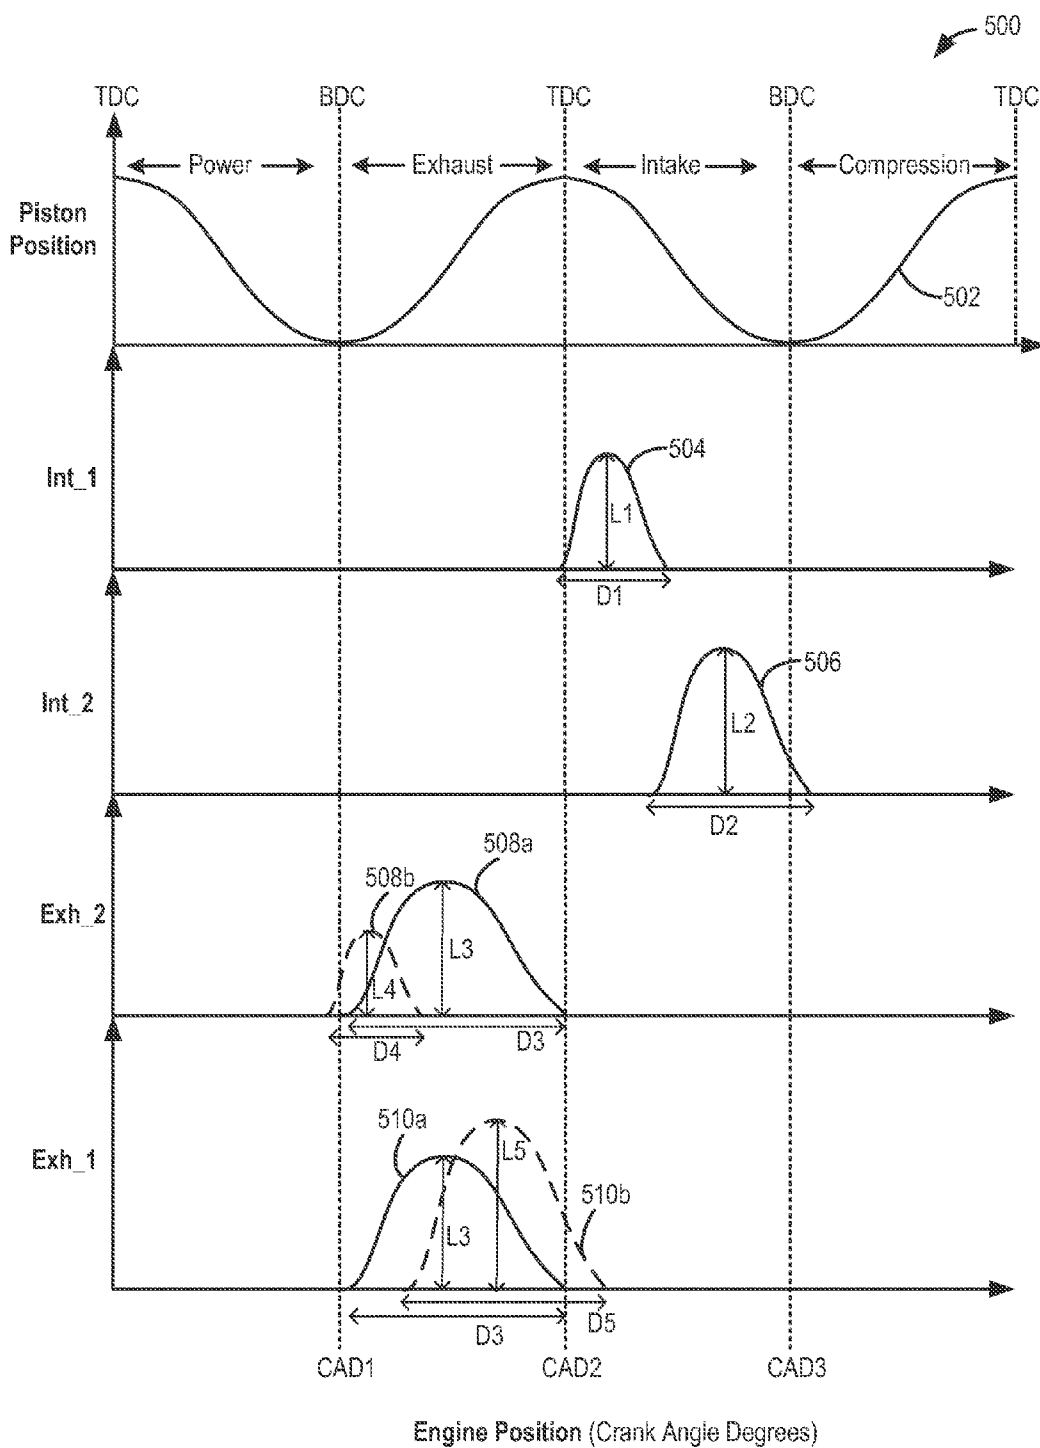 500
TDC BDC TDC BDC TDC
Power Exhaust Intake Compression
Piston
Position
502
Int_1
504
L1
D1
Int_2
506
L2
D2
Exh_2
508a
508b
L3
L4
D3
D4
Exh_1
510a
L5
510b
L3
D5
D3
CAD1 CAD2 CAD3
Engine Position (Crank Angle Degrees)